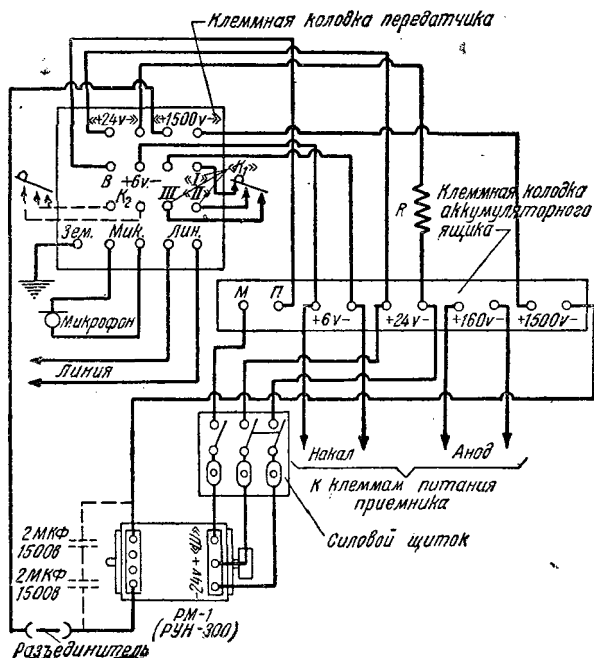 Клеммная колодка передатчика
«+24v-» «+1500v-»
В +6v- «I» «K₁»
K₂ III «II»
Зем. Мик. Лин.
Микрофон
Линия
R
Клеммная колодка
аккумуляторного
ящика
М П
+6v- +24v- +160v- +1500v-
Накал Анод
К клеммам питания
приемника
Силовой щиток
2МКФ
1500В
2МКФ
1500В
-24v+ «Ш»
РМ-1
(РУН-300)
Разъединитель